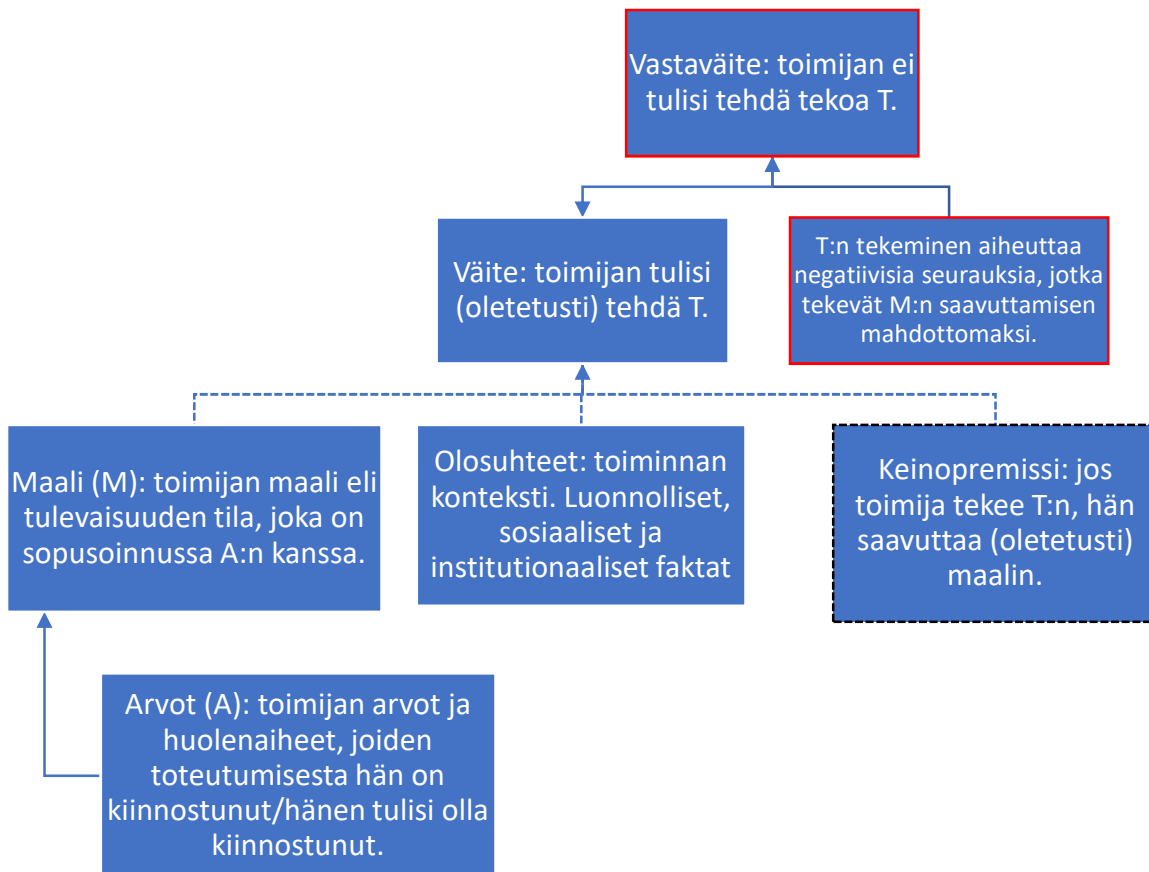 Vastaväite: toimijan ei
tulisi tehdä tekoa T.
Väite: toimijan tulisi
(oletetusti) tehdä T.
T:n tekeminen aiheuttaa
negatiivisia seurauksia, jotka
tekevät M:n saavuttamisen
mahdottomaksi.
Maali (M): toimijan maali eli
tulevaisuuden tila, joka on
sopusoinnussa A:n kanssa.
Olosuhteet: toiminnan
konteksti. Luonnolliset,
sosiaaliset ja
institutionaaliset faktat
Keinopremissi: jos
toimija tekee T:n, hän
saavuttaa (oletetusti)
maalin.
Arvot (A): toimijan arvot ja
huolenaiheet, joiden
toteutumisesta hän on
kiinnostunut/hänen tulisi olla
kiinnostunut.